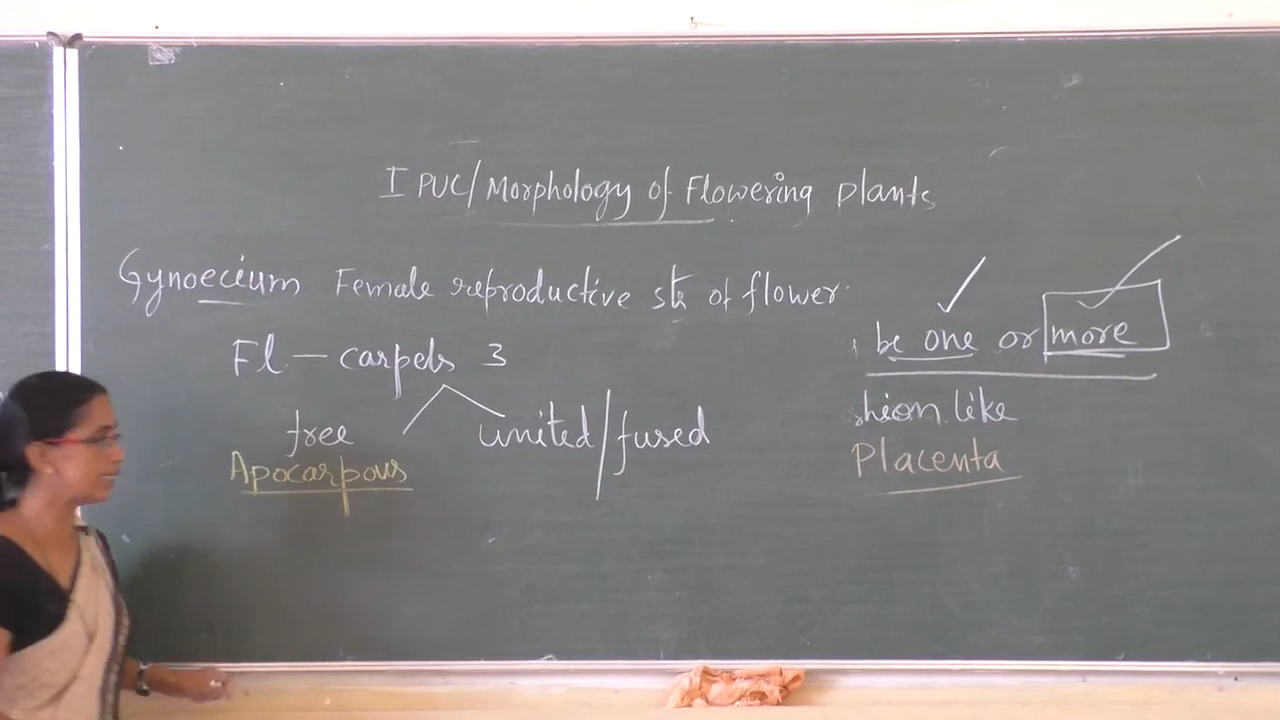 I PUC/Morphology of Flowering Plants
Gynoecium Female reproductive str of flower.
Fl - carpels 3
free united/fused
Apocarpous
be one or more
like
Placenta